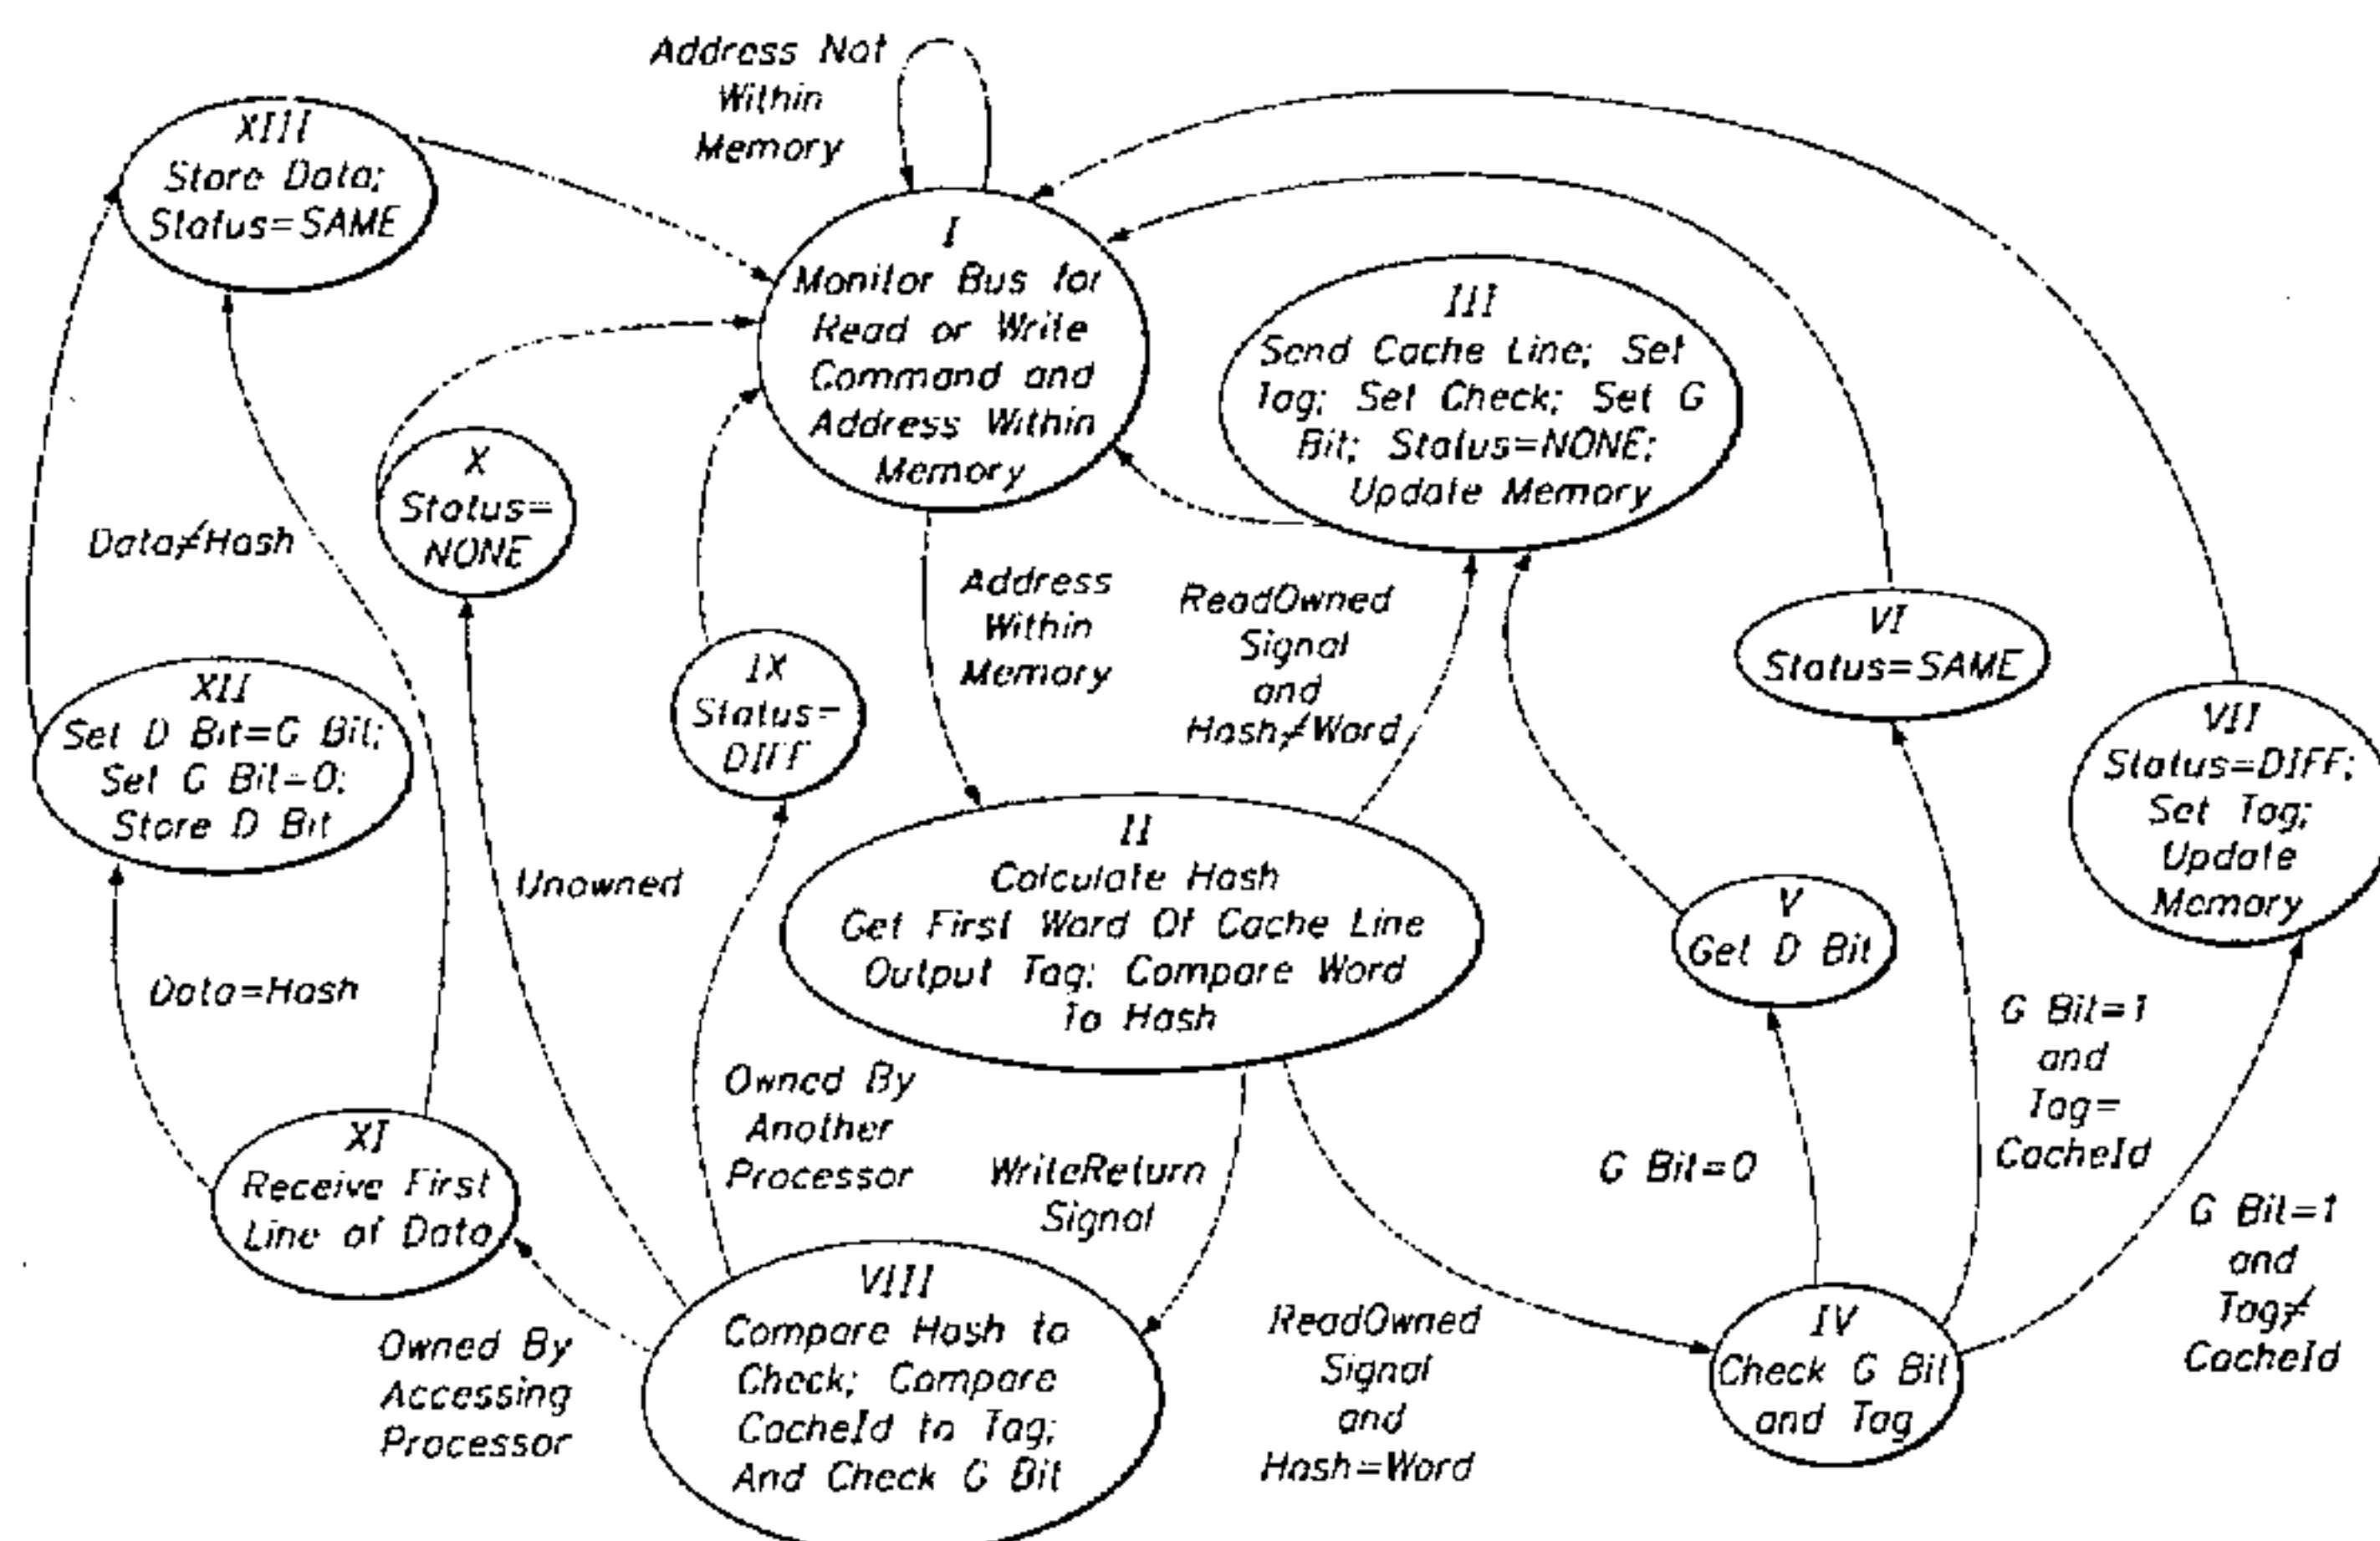 Address Not
Within
Memory
XIII
Store Data;
Status=SAME
I
Monitor Bus for
Read or Write
Command and
Address Within
Memory
III
Send Cache Line; Set
Tag; Set Check; Set G
Bit; Status=NONE;
Update Memory
X
Status=
NONE
Data≠Hash
Address
Within
Memory
ReadOwned
Signal
and
Hash≠Word
VI
Status=SAME
IX
Status=
DIFF
XII
Set D Bit=G Bit;
Set G Bit=0;
Store D Bit
VII
Status=DIFF;
Set Tag;
Update
Memory
II
Calculate Hash
Get First Word Of Cache Line
Output Tag; Compare Word
To Hash
Unowned
V
Get D Bit
Data=Hash
G Bit=1
and
Tag=
CacheId
Owned By
Another
Processor
WriteReturn
Signal
G Bit=0
XI
Receive First
Line of Data
G Bit=1
and
Tag≠
CacheId
VIII
Compare Hash to
Check; Compare
CacheId to Tag;
And Check G Bit
Owned By
Accessing
Processor
ReadOwned
Signal
and
Hash=Word
IV
Check G Bit
and Tag